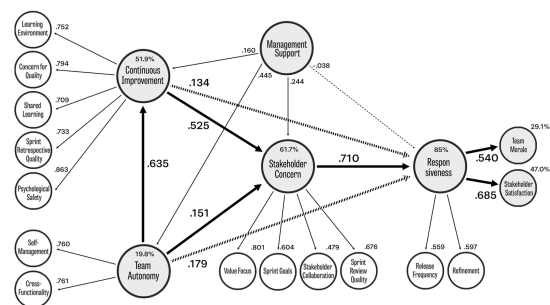 Learning
Environment
.752
Concern for
Quality
.794
Shared
Learning
.709
Sprint
Retrospective
Quality
.733
Psychological
Safety
.863
51.9%
Continuous
Improvement
Management
Support
.160
.445
.244
-.038
.134
.525
.635
61.7%
Stakeholder
Concern
.710
85%
Respon
siveness
29.1%
Team
Morale
.540
47.0%
Stakeholder
Satisfaction
.685
.151
.179
Self-
Management
.760
Cross-
Functionality
.761
19.8%
Team
Autonomy
.801
Value Focus
.604
Sprint Goals
.479
Stakeholder
Collaboration
.676
Sprint
Review
Quality
.559
Release
Frequency
.597
Refinement